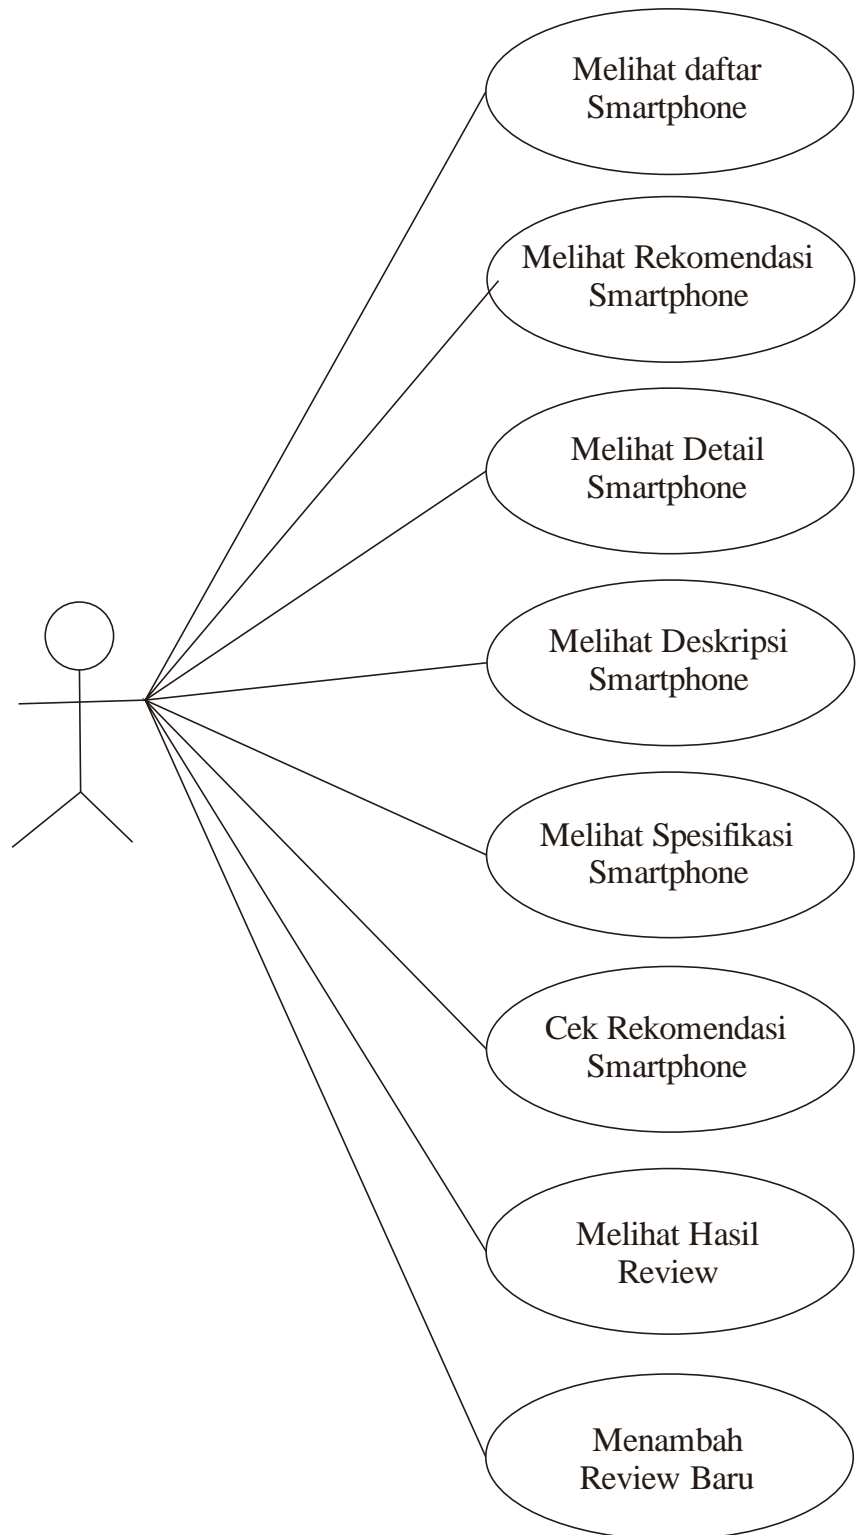 Melihat daftar
Smartphone
Melihat Rekomendasi
Smartphone
Melihat Detail
Smartphone
Melihat Deskripsi
Smartphone
Melihat Spesifikasi
Smartphone
Cek Rekomendasi
Smartphone
Melihat Hasil
Review
Menambah
Review Baru